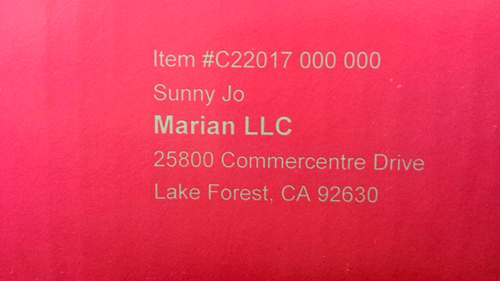 Item #C22017 000 000
Sunny Jo
Marian LLC
25800 Commercentre Drive
Lake Forest, CA 92630